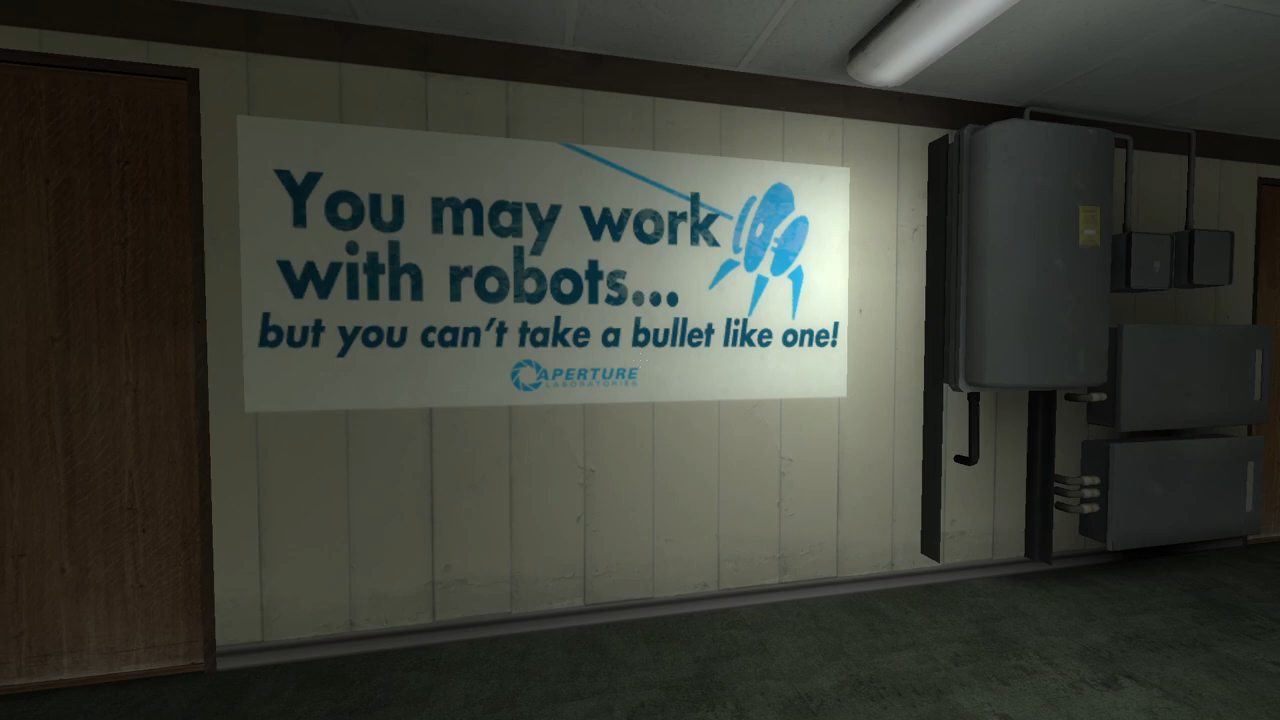 You may work
with robots...
but you can't take a bullet like one!
APERTURE
LABORATORIES